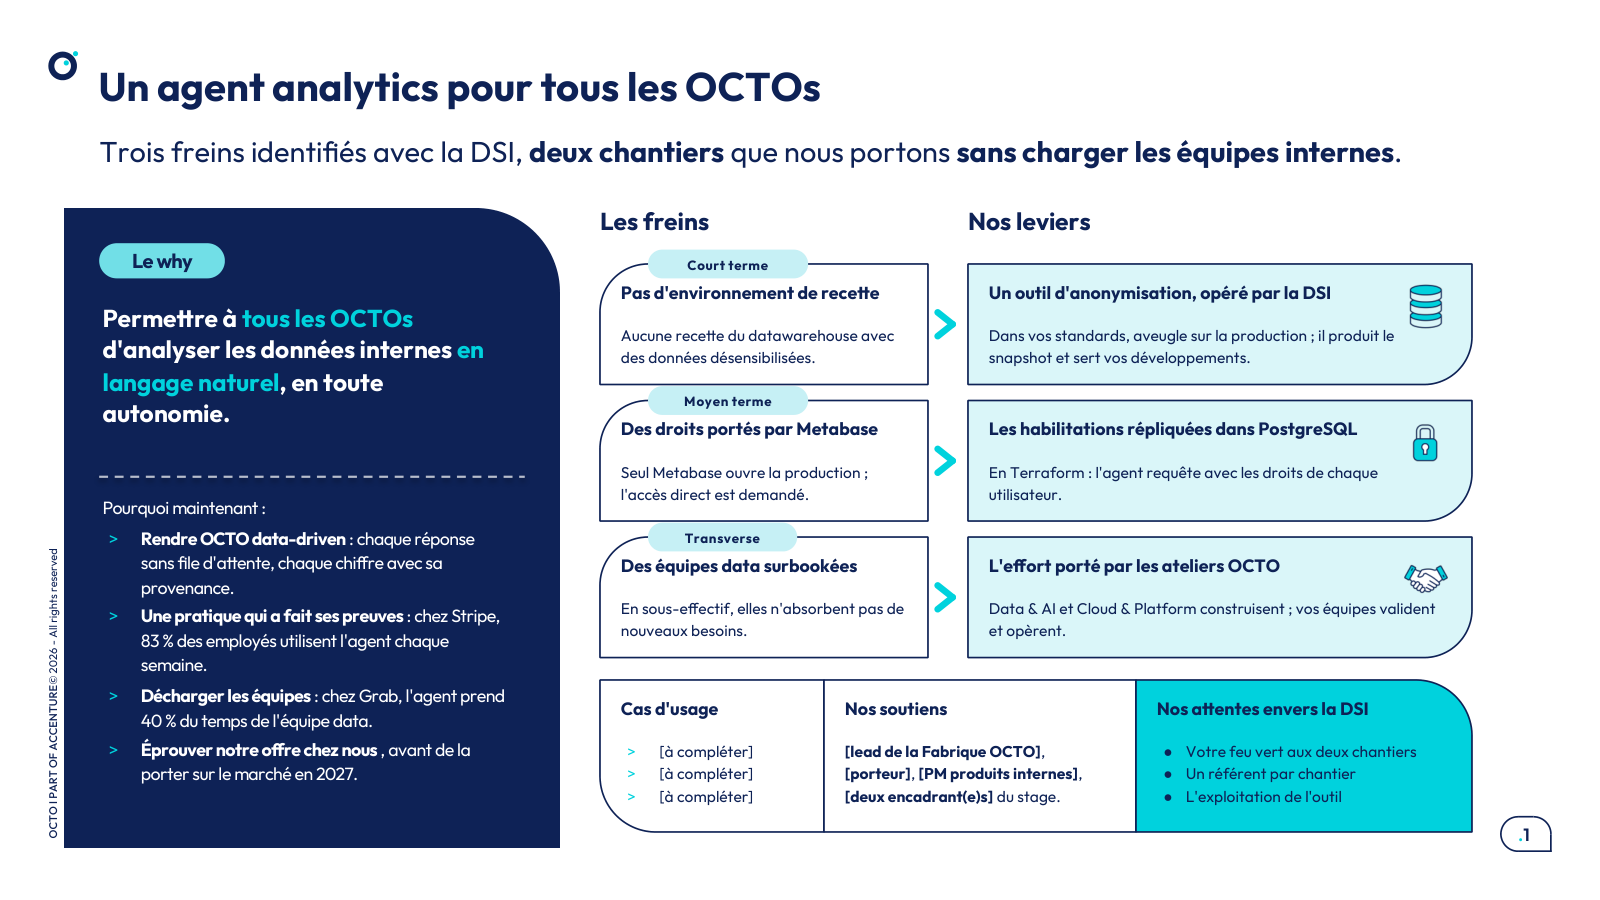 Un agent analytics pour tous les OCTOs
Trois freins identifiés avec la DSI, deux chantiers que nous portons sans charger les équipes internes.
Le why
Permettre à tous les OCTOs
d'analyser les données internes en
langage naturel, en toute
autonomie.
Pourquoi maintenant :
> Rendre OCTO data-driven : chaque réponse
sans file d'attente, chaque chiffre avec sa
provenance.
> Une pratique qui a fait ses preuves : chez Stripe,
83 % des employés utilisent l'agent chaque
semaine.
> Décharger les équipes : chez Grab, l'agent prend
40 % du temps de l'équipe data.
> Éprouver notre offre chez nous , avant de la
porter sur le marché en 2027.
Les freins
Court terme
Pas d'environnement de recette
Aucune recette du datawarehouse avec
des données désensibilisées.
Moyen terme
Des droits portés par Metabase
Seul Metabase ouvre la production ;
l'accès direct est demandé.
Transverse
Des équipes data surbookées
En sous-effectif, elles n'absorbent pas de
nouveaux besoins.
Nos leviers
Un outil d'anonymisation, opéré par la DSI
Dans vos standards, aveugle sur la production ; il produit le
snapshot et sert vos développements.
Les habilitations répliquées dans PostgreSQL
En Terraform : l'agent requête avec les droits de chaque
utilisateur.
L'effort porté par les ateliers OCTO
Data & AI et Cloud & Platform construisent ; vos équipes valident
et opèrent.
Cas d'usage
> [à compléter]
> [à compléter]
> [à compléter]
Nos soutiens
[lead de la Fabrique OCTO],
[porteur], [PM produits internes],
[deux encadrant(e)s] du stage.
Nos attentes envers la DSI
● Votre feu vert aux deux chantiers
● Un référent par chantier
● L'exploitation de l'outil
OCTO I PART OF ACCENTURE© 2026 - All rights reserved
.1